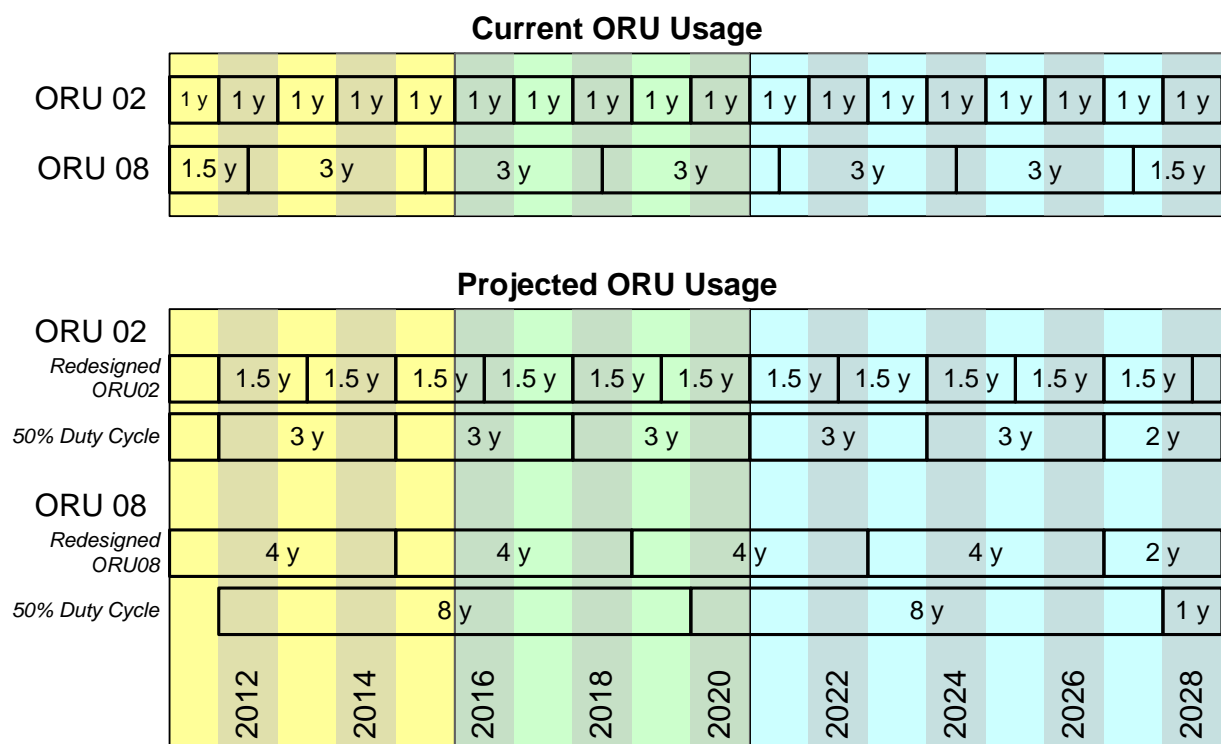 Current ORU Usage
ORU 02
1 y 1 y 1 y 1 y 1 y 1 y 1 y 1 y 1 y 1 y 1 y 1 y 1 y 1 y 1 y 1 y 1 y 1 y
ORU 08
1.5 y 3 y 3 y 3 y 3 y 3 y 1.5 y
Projected ORU Usage
ORU 02
Redesigned
ORU02
1.5 y 1.5 y 1.5 y 1.5 y 1.5 y 1.5 y 1.5 y 1.5 y 1.5 y 1.5 y 1.5 y
50% Duty Cycle
3 y 3 y 3 y 3 y 3 y 2 y
ORU 08
Redesigned
ORU08
4 y 4 y 4 y 4 y 2 y
50% Duty Cycle
8 y 8 y 1 y
2012 2014 2016 2018 2020 2022 2024 2026 2028